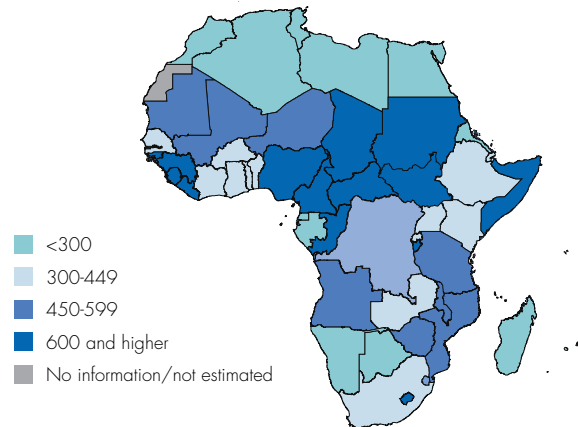 <300
300-449
450-599
600 and higher
No information/not estimated